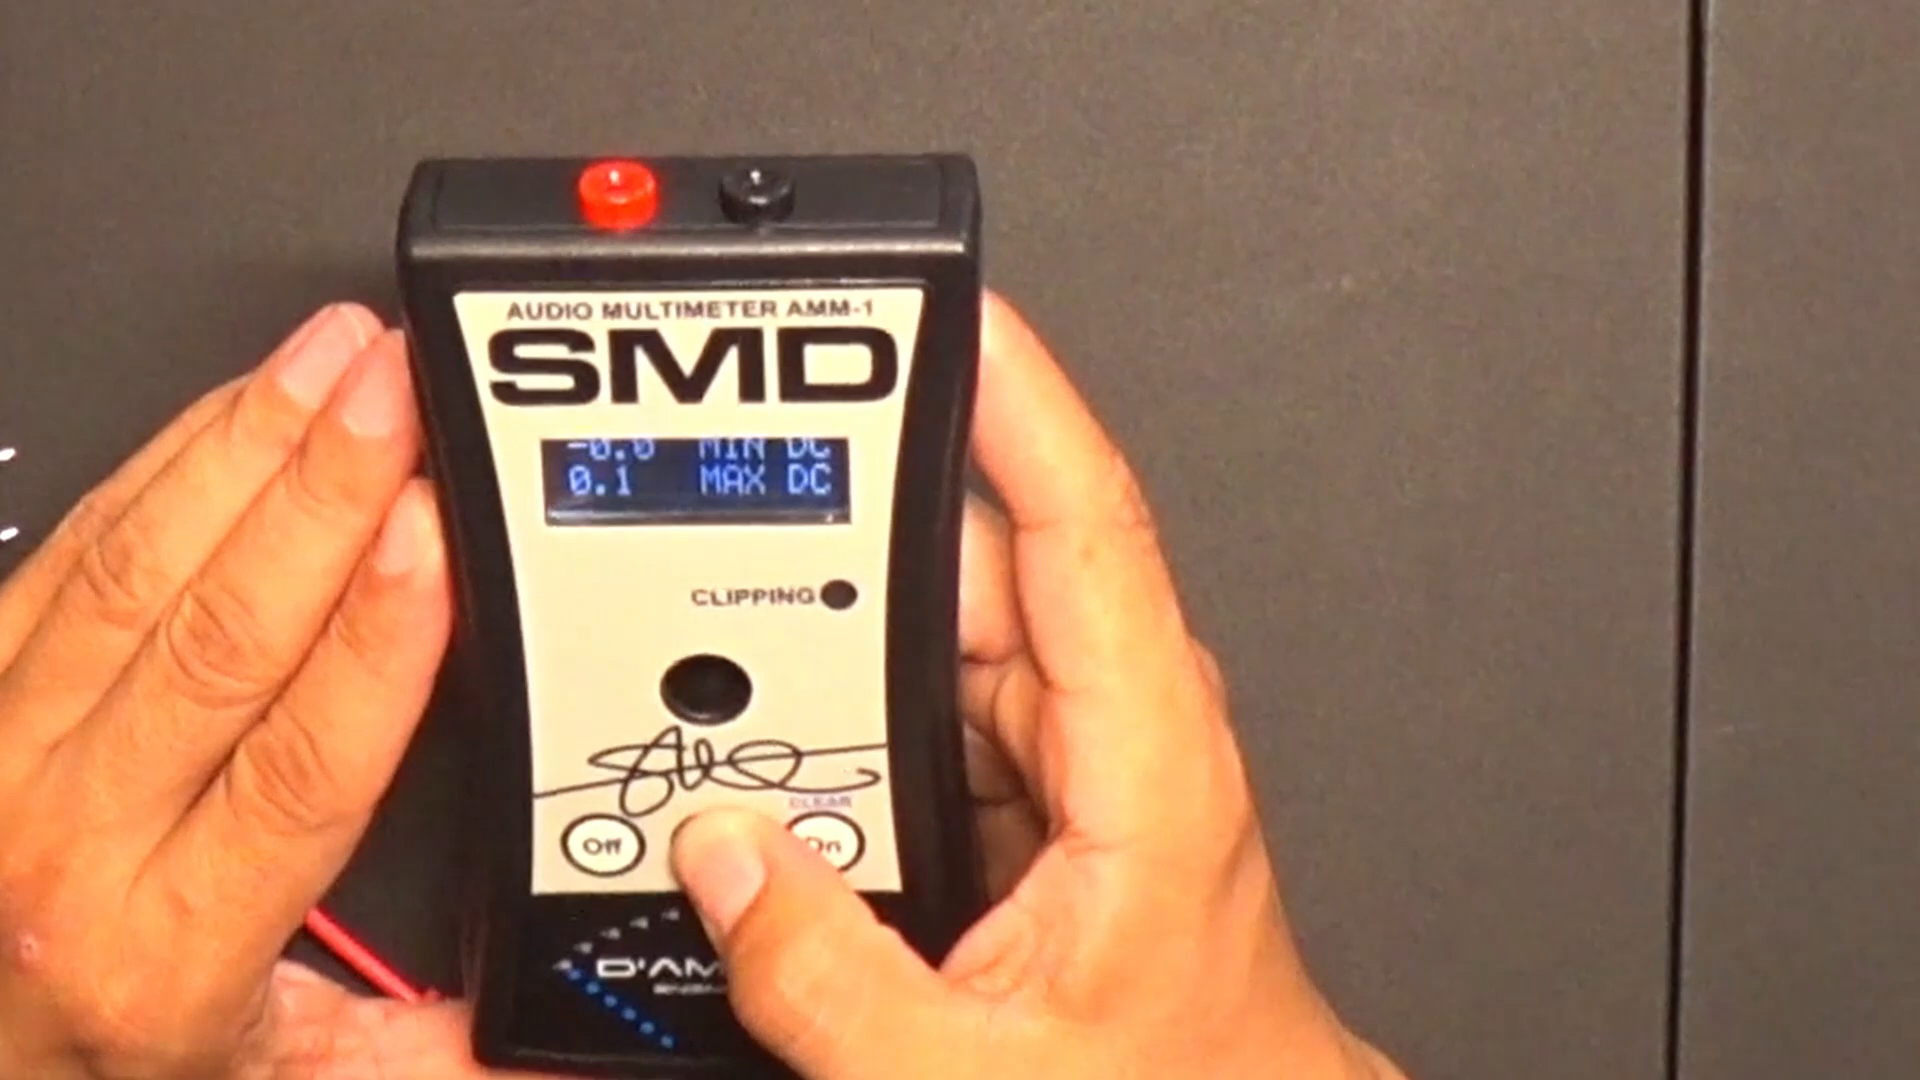 AUDIO MULTIMETER AMM-1
SMD
-0.0 MIN DC
0.1 MAX DC
CLIPPING
CLEAR
Off